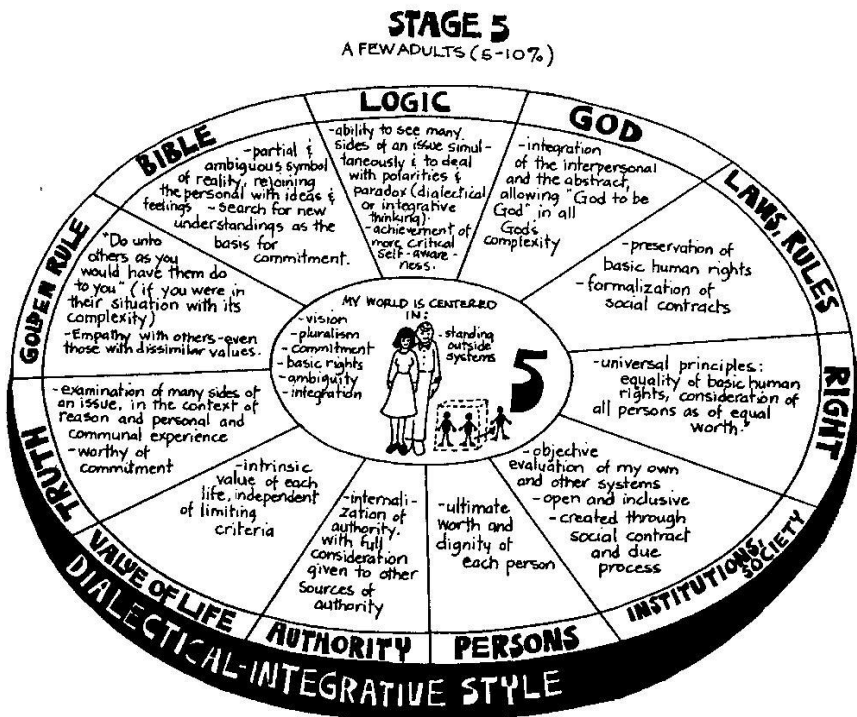 STAGE 5
A FEW ADULTS (5-10%)
LOGIC
-ability to see many
sides of an issue simul-
taneously & to deal
with polarities &
paradox (dialectical
or integrative
thinking).
-achievement of
more critical
self-aware-
ness.
GOD
-integration
of the interpersonal
and the abstract,
allowing "God to be
God" in all
God's
complexity
LAWS, RULES
-preservation of
basic human rights
-formalization of
social contracts
RIGHT
-universal principles:
equality of basic human
rights, consideration of
all persons as of equal
worth."
INSTITUTIONS,
SOCIETY
-objective
evaluation of my own
and other systems
-open and inclusive
-created through
social contract
and due
process
PERSONS
-ultimate
worth and
dignity of
each person
AUTHORITY
-internali-
zation of
authority,
with full
consideration
given to other
sources of
authority
VALUE OF LIFE
-intrinsic
value of each
life, independent
of limiting
criteria
TRUTH
-examination of many sides of
an issue, in the context of
reason and personal and
communal experience
-worthy of
commitment
GOLDEN RULE
"Do unto
others as you
would have them do
to you" (if you were in
their situation with its
complexity)
-Empathy with others-even
those with dissimilar values.
BIBLE
-partial &
ambiguous symbol
of reality, rejoining
the personal with ideas &
feelings -search for new
understandings as the
basis for
commitment.
MY WORLD IS CENTERED
IN:
-vision
-pluralism
-commitment
-basic rights
-ambiguity
-integration
-standing
outside
systems
5
DIALECTICAL-INTEGRATIVE STYLE